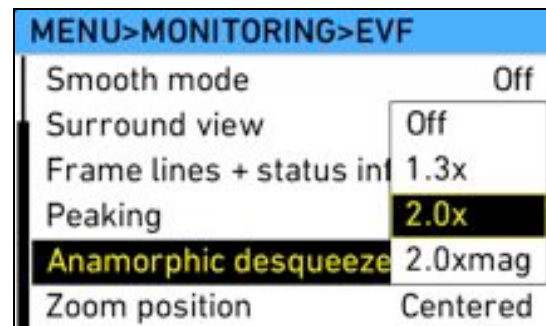 MENU>MONITORING>EVF
Smooth mode Off
Surround view Off
Frame lines + status inf 1.3x
Peaking 2.0x
Anamorphic desqueeze 2.0xmag
Zoom position Centered